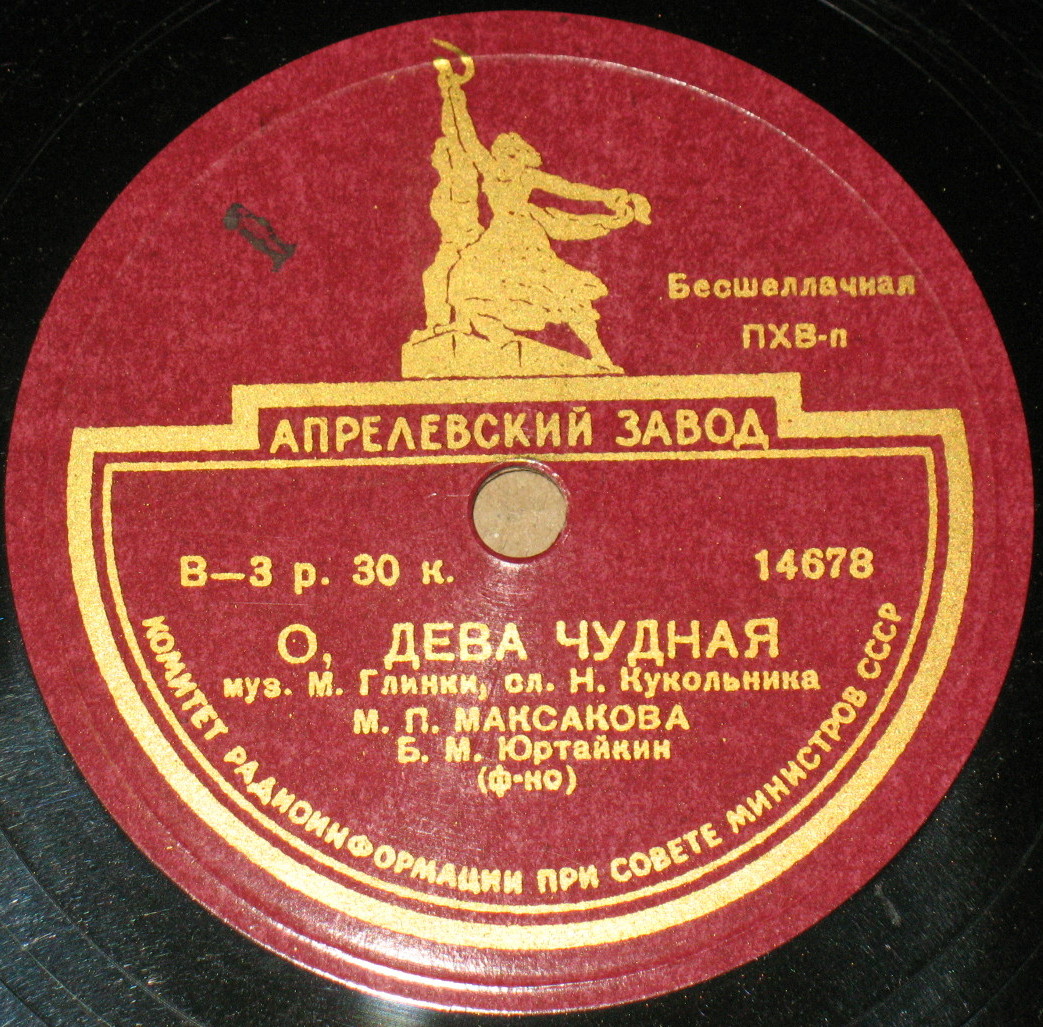 Бесшеллачная
ПХВ-п
АПРЕЛЕВСКИЙ ЗАВОД
В—3 р. 30 к.
14678
О, ДЕВА ЧУДНАЯ
муз. М. Глинки, сл. Н. Кукольника
М. П. МАКСАКОВА
Б. М. Юртайкин
(ф-но)
КОМИТЕТ РАДИОИНФОРМАЦИИ ПРИ СОВЕТЕ МИНИСТРОВ СССР